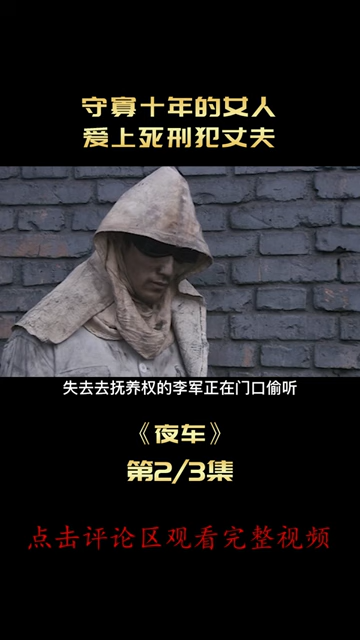 守寡十年的女人
爱上死刑犯丈夫
失去去抚养权的李军正在门口偷听
《夜车》
第2/3集
点击评论区观看完整视频